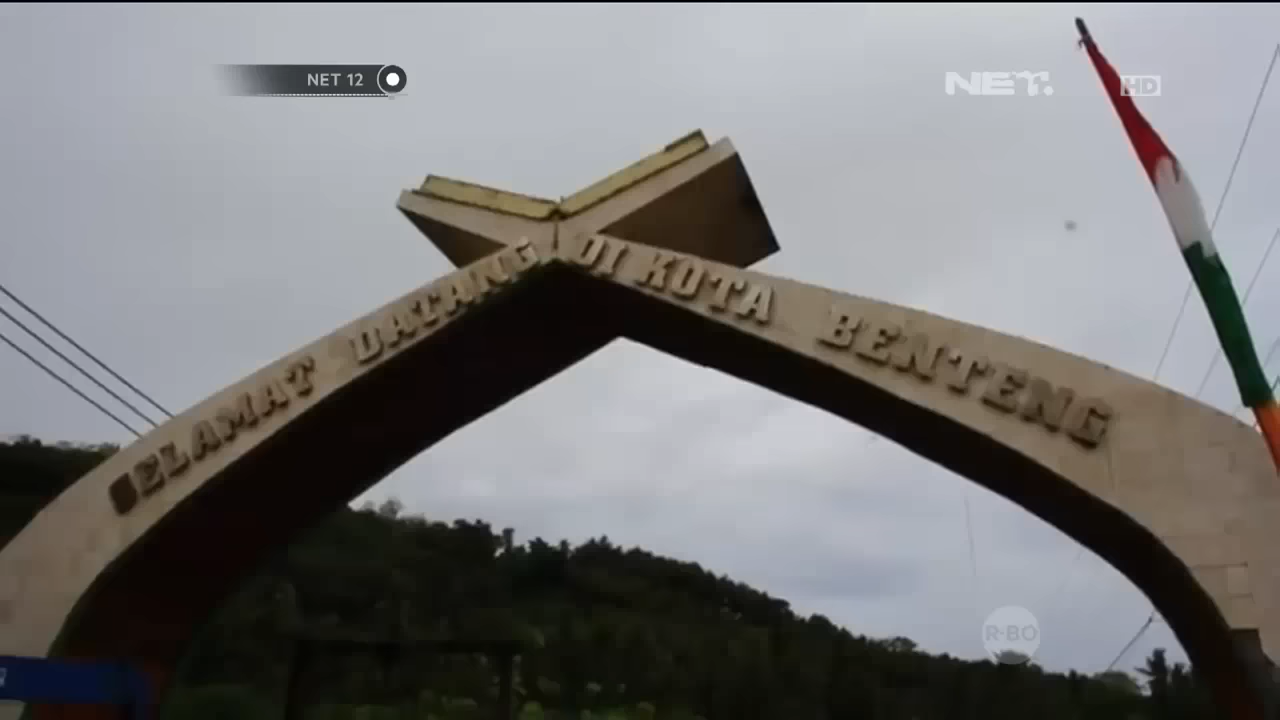 NET 12
NET.
HD
SELAMAT DATANG DI KOTA BENTENG
R-BO